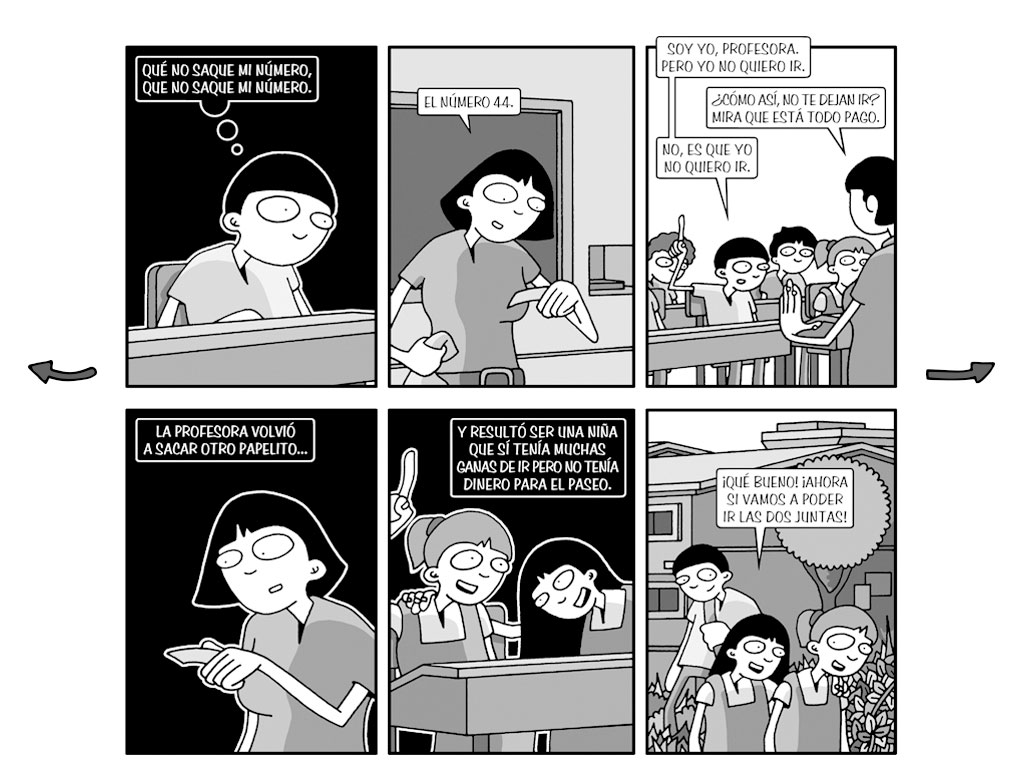 QUÉ NO SAQUE MI NÚMERO,
QUE NO SAQUE MI NÚMERO.
EL NÚMERO 44.
SOY YO, PROFESORA.
PERO YO NO QUIERO IR.
¿CÓMO ASÍ, NO TE DEJAN IR?
MIRA QUE ESTÁ TODO PAGO.
NO, ES QUE YO
NO QUIERO IR.
LA PROFESORA VOLVIÓ
A SACAR OTRO PAPELITO...
Y RESULTÓ SER UNA NIÑA
QUE SÍ TENÍA MUCHAS
GANAS DE IR PERO NO TENÍA
DINERO PARA EL PASEO.
¡QUÉ BUENO! ¡AHORA
SI VAMOS A PODER
IR LAS DOS JUNTAS!